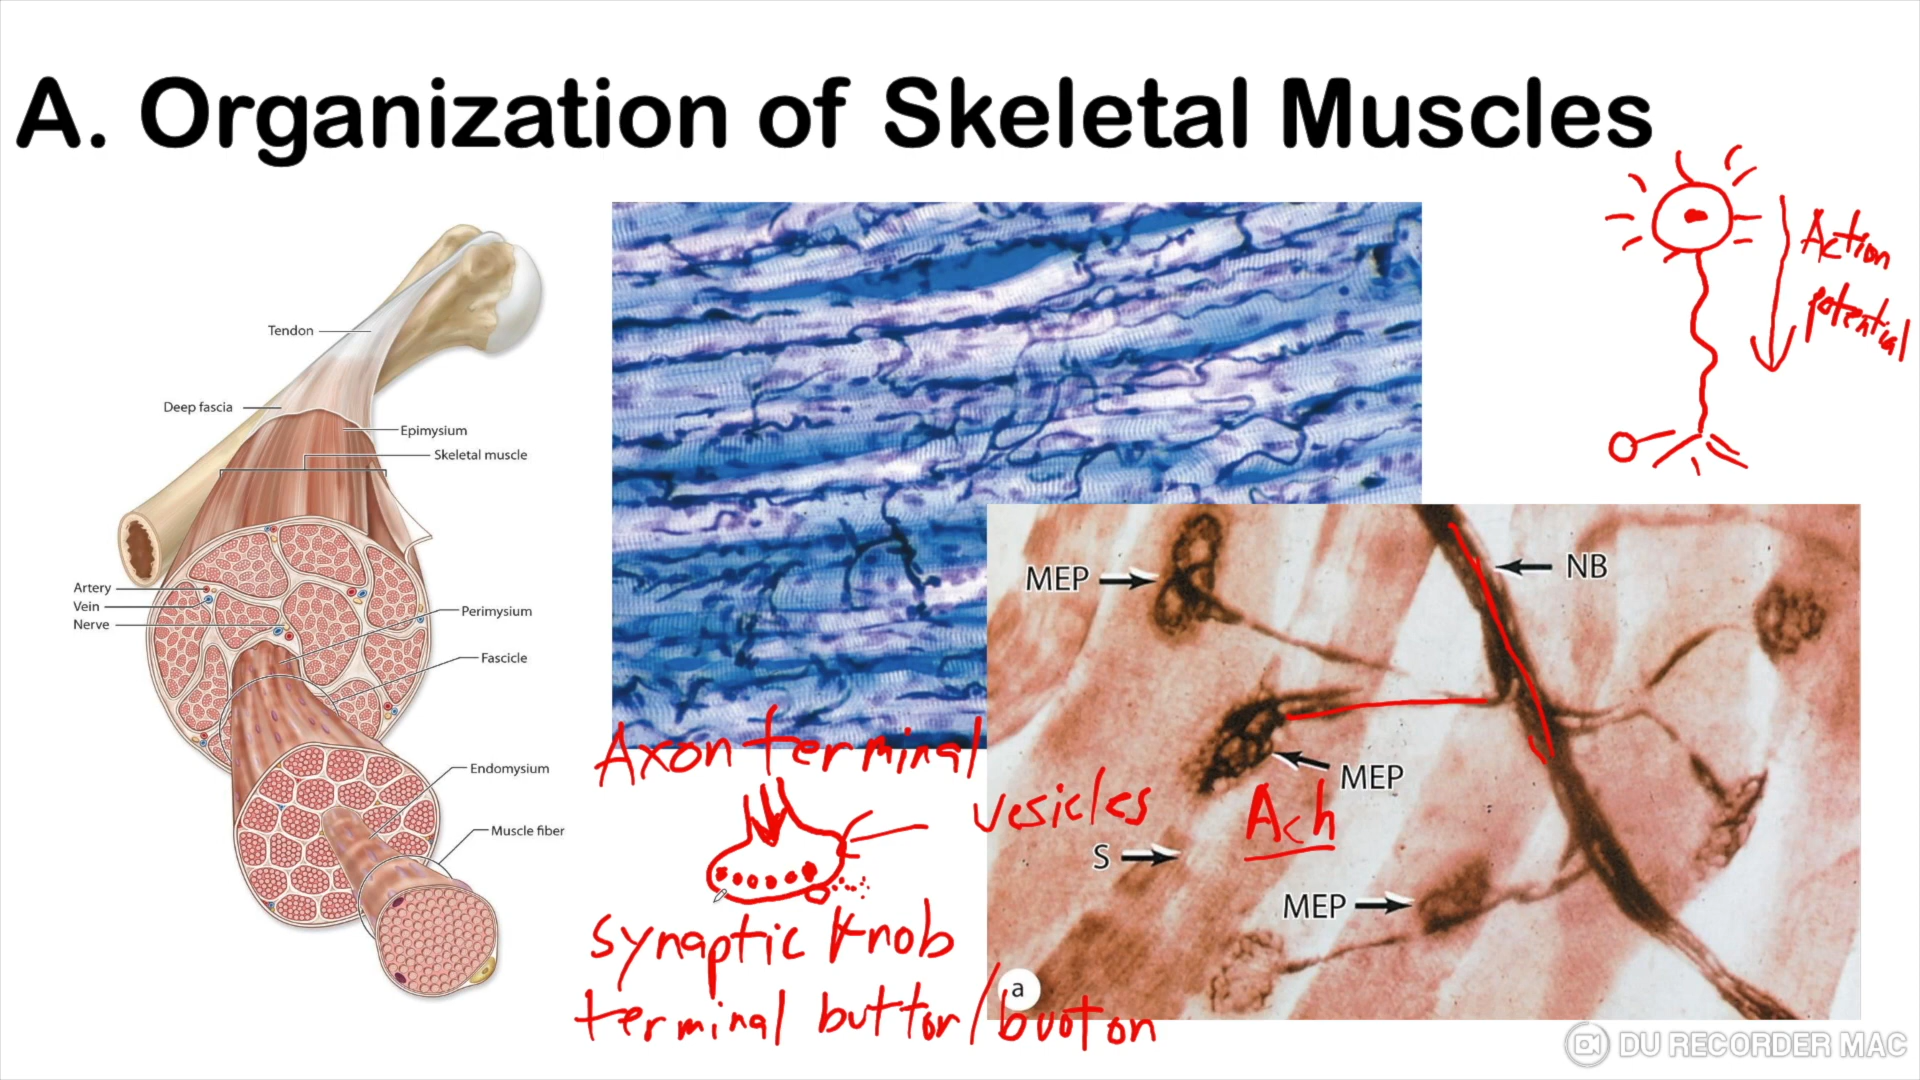 A. Organization of Skeletal Muscles
Action
potential
Tendon
Deep fascia
Epimysium
Skeletal muscle
Artery
Vein
Nerve
Perimysium
Fascicle
Endomysium
Muscle fiber
MEP
NB
MEP
S
MEP
a
Axon terminal
vesicles
Ach
synaptic knob
terminal button/buoton
DU RECORDER MAC